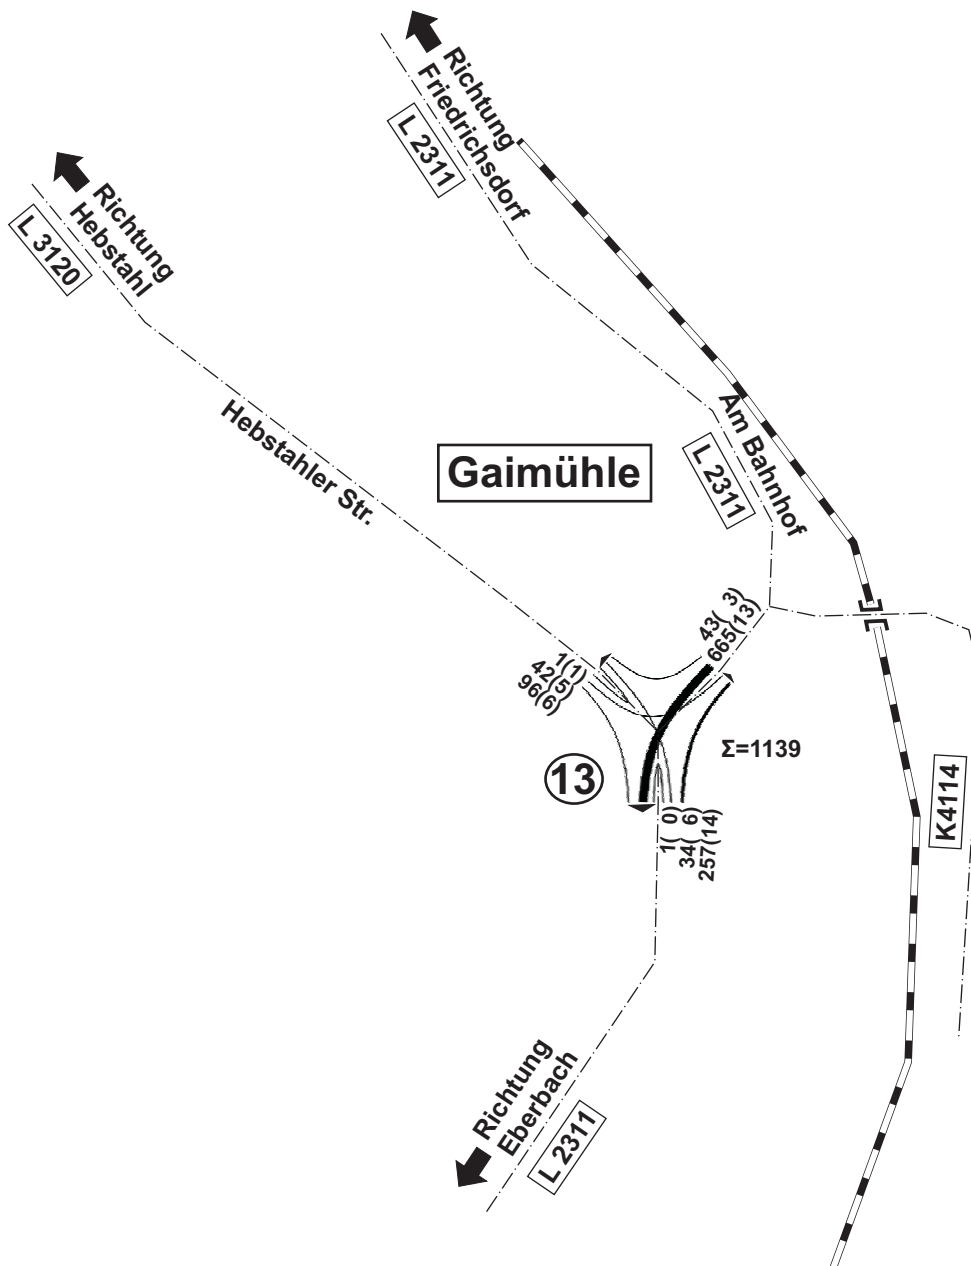 Richtung
Friedrichsdorf
L 2311
Richtung
Hebstahl
L 3120
Hebstahler Str.
Gaimühle
Am Bahnhof
L 2311
43( 3)
665(13)
1(1)
42(5)
96(6)
Σ=1139
13
1( 0)
34( 6)
257(14)
K4114
Richtung
Eberbach
L 2311